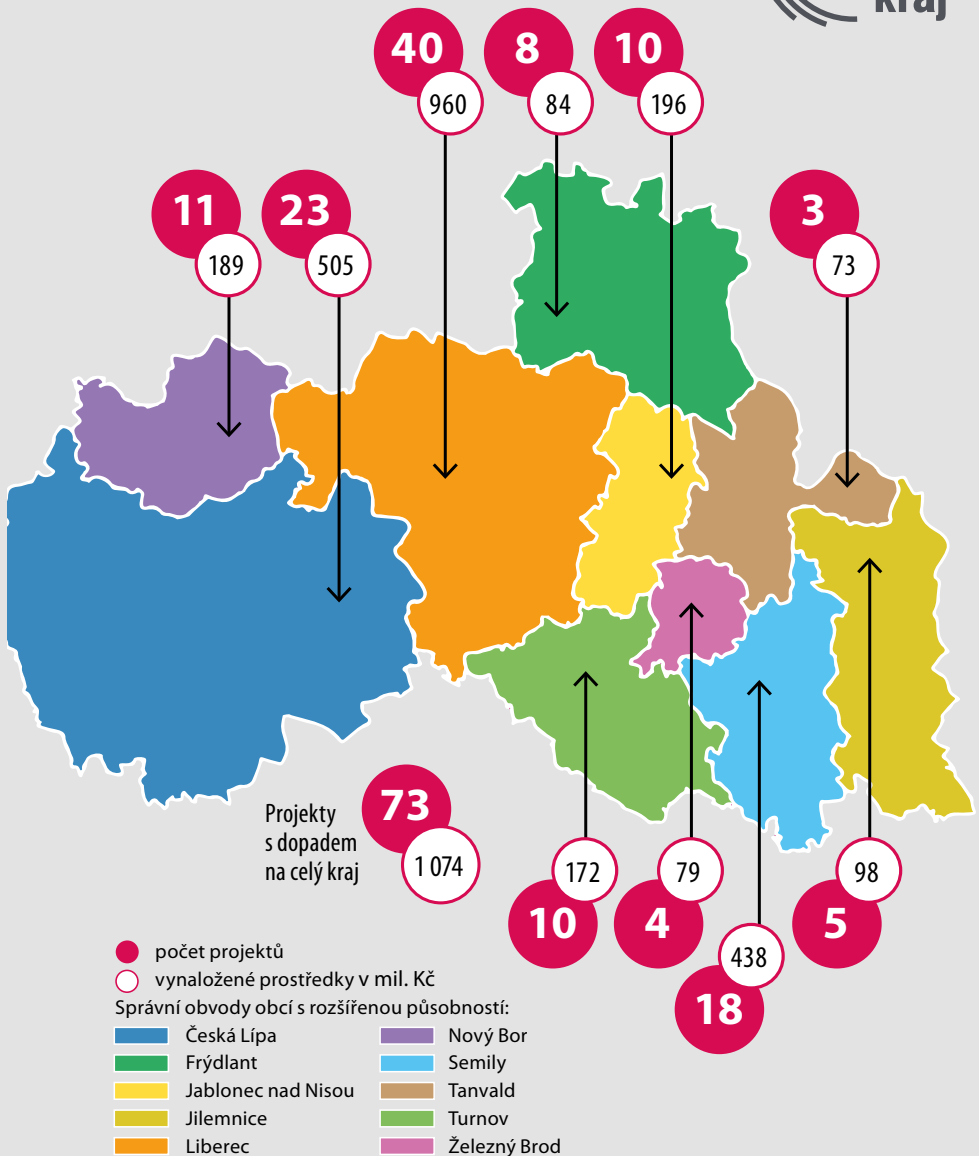 kraj
40
8
10
960
84
196
11
23
3
189
505
73
Projekty
s dopadem
na celý kraj
73
1 074
172
79
98
10
4
5
438
18
počet projektů
vynaložené prostředky v mil. Kč
Správní obvody obcí s rozšířenou působností:
Česká Lípa
Nový Bor
Frýdlant
Semily
Jablonec nad Nisou
Tanvald
Jilemnice
Turnov
Liberec
Železný Brod